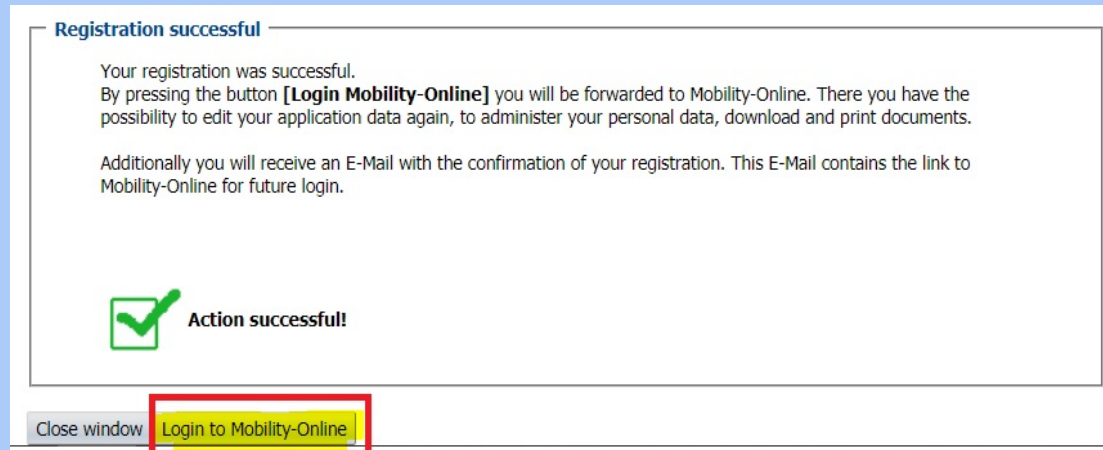 Registration successful
Your registration was successful.
By pressing the button [Login Mobility-Online] you will be forwarded to Mobility-Online. There you have the
possibility to edit your application data again, to administer your personal data, download and print documents.
Additionally you will receive an E-Mail with the confirmation of your registration. This E-Mail contains the link to
Mobility-Online for future login.
Action successful!
Close window Login to Mobility-Online